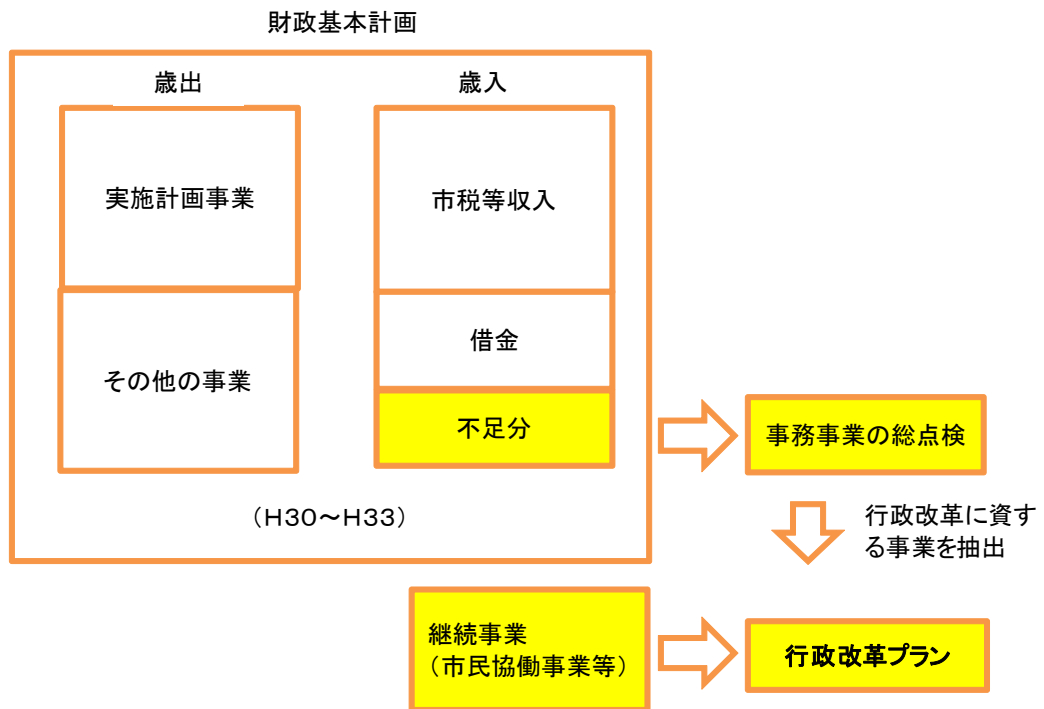 財政基本計画
歳出
歳入
実施計画事業
市税等収入
その他の事業
借金
不足分
(H30～H33)
事務事業の総点検
行政改革に資す
る事業を抽出
継続事業
(市民協働事業等)
行政改革プラン